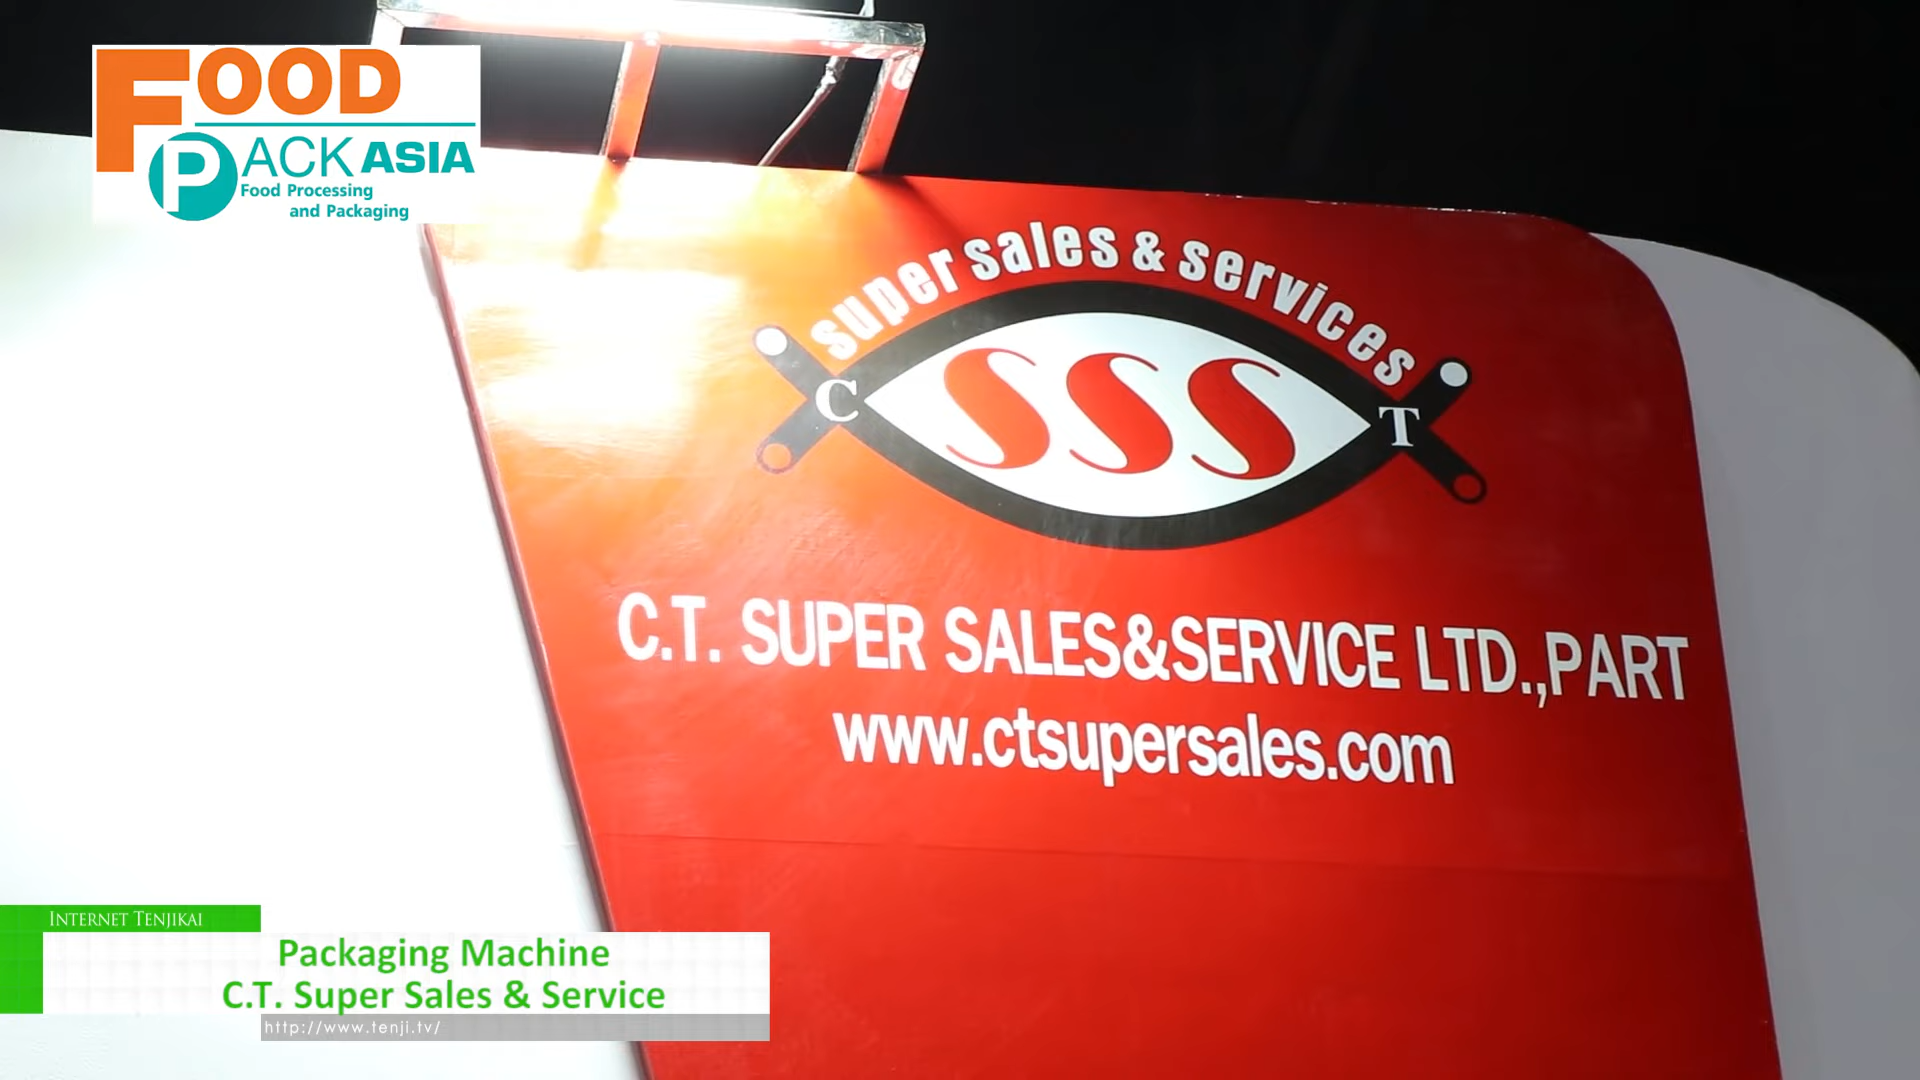 FOOD
PACK ASIA
Food Processing
and Packaging
super sales & services
C SSS T
C.T. SUPER SALES&SERVICE LTD.,PART
www.ctsupersales.com
INTERNET TENJIKAI
Packaging Machine
C.T. Super Sales & Service
http://www.tenji.tv/